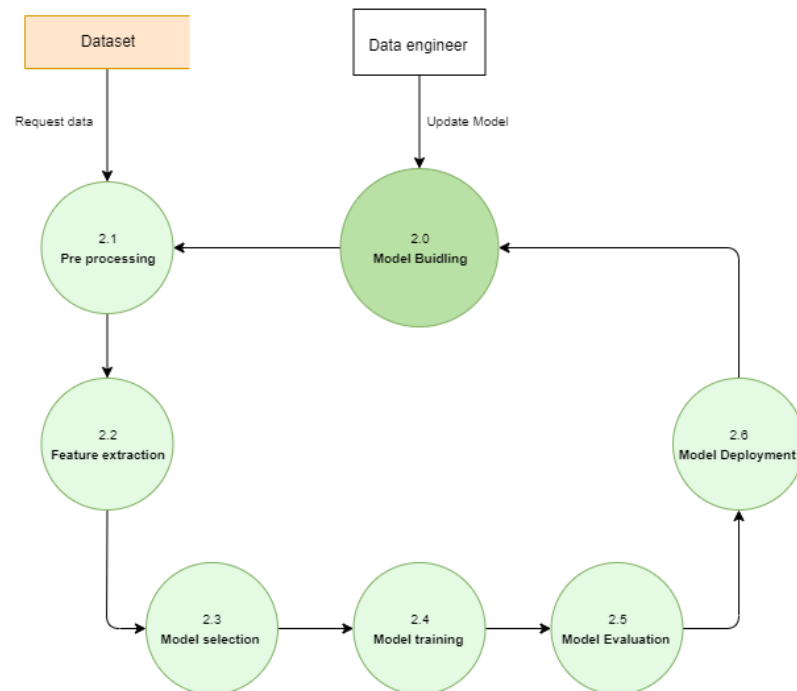 Dataset
Data engineer
Request data
Update Model
2.1
Pre processing
2.0
Model Buidling
2.2
Feature extraction
2.6
Model Deployment
2.3
Model selection
2.4
Model training
2.5
Model Evaluation